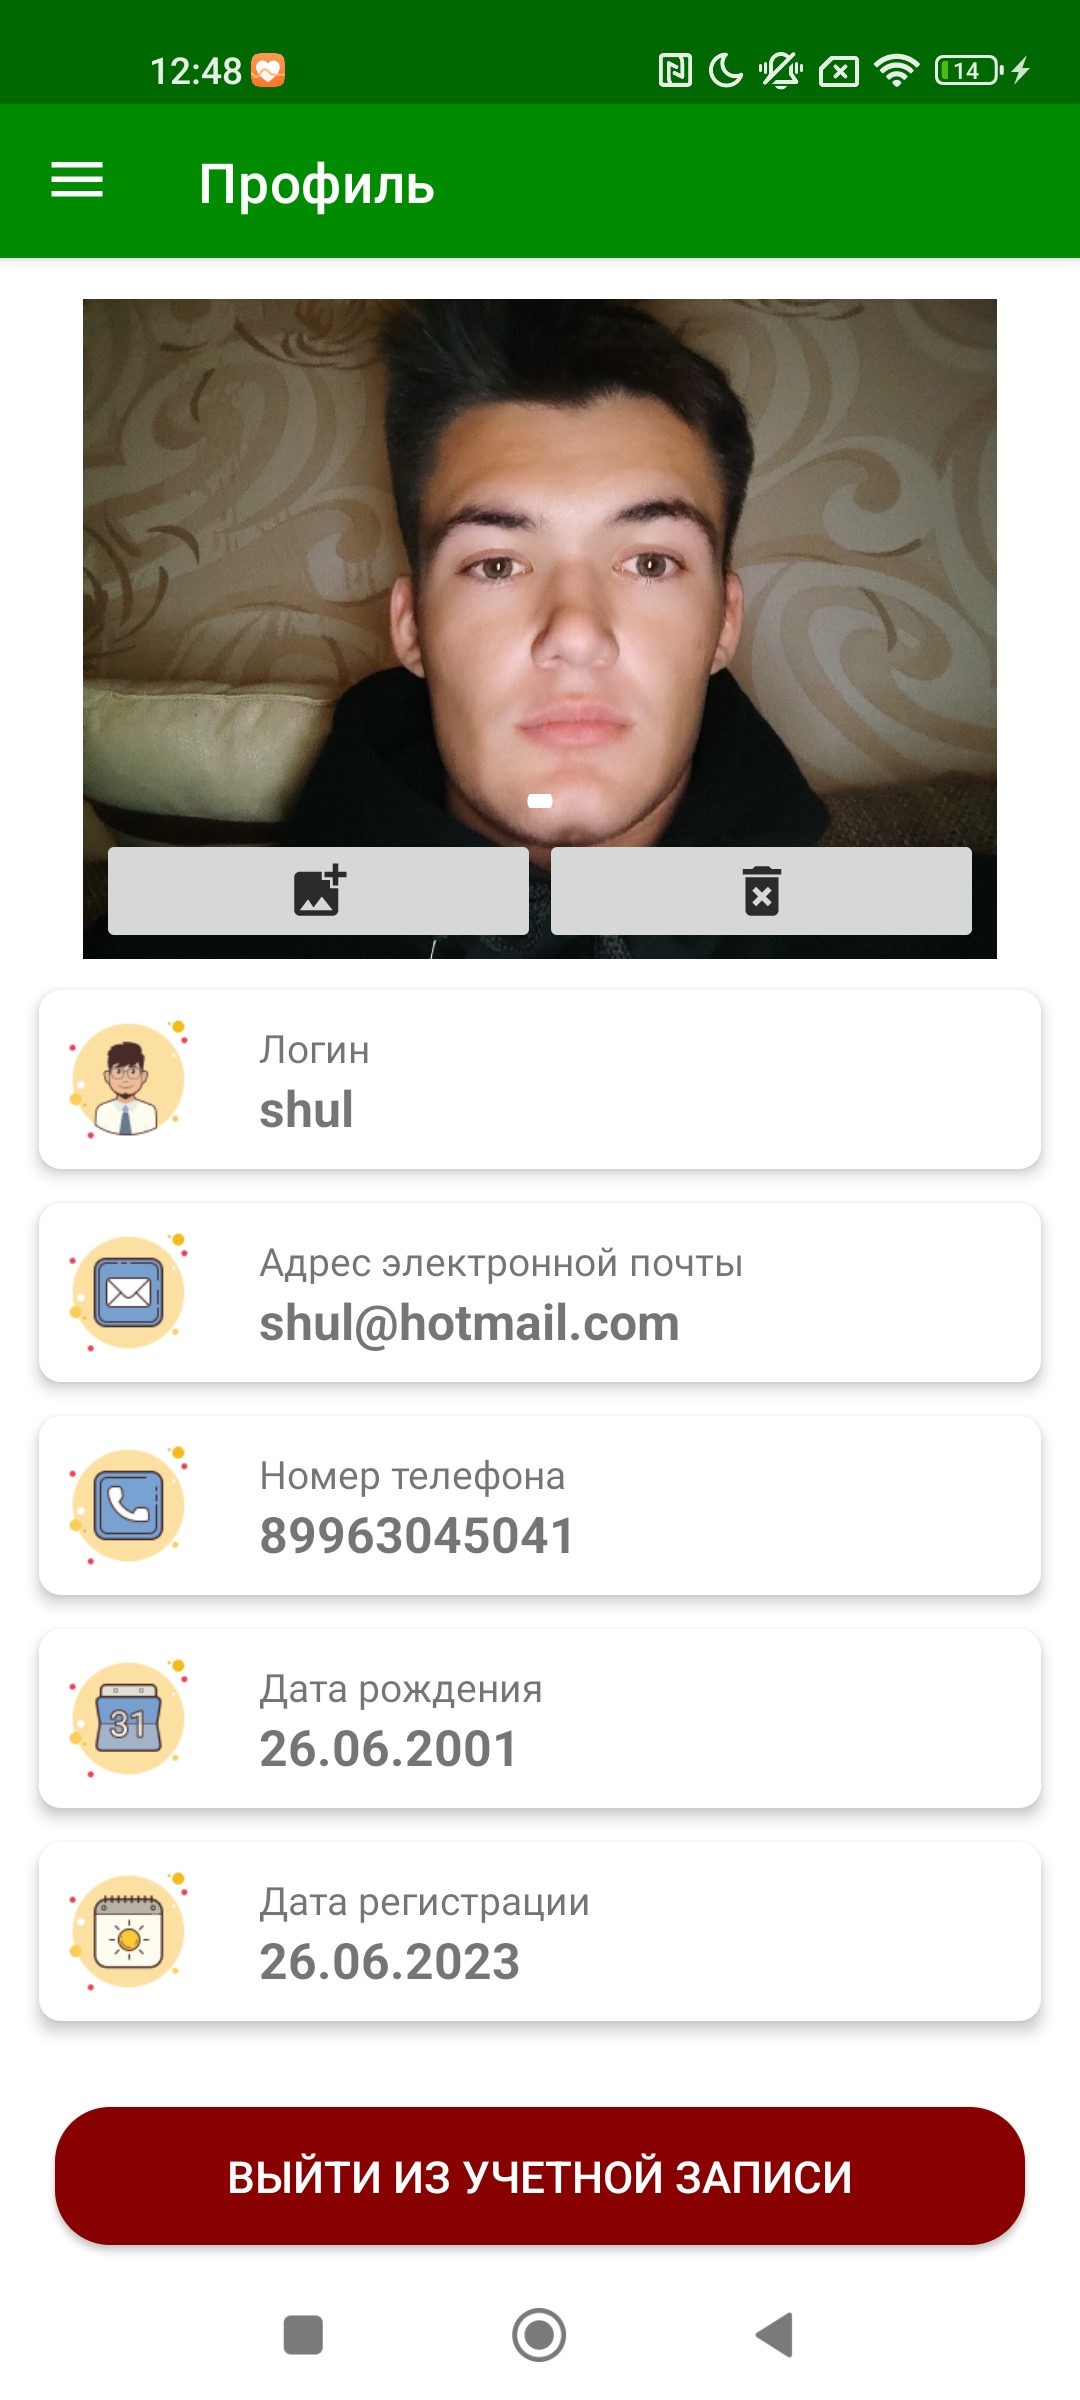 12:48
14
Профиль
Логин
shul
Адрес электронной почты
shul@hotmail.com
Номер телефона
89963045041
Дата рождения
31
26.06.2001
Дата регистрации
26.06.2023
ВЫЙТИ ИЗ УЧЕТНОЙ ЗАПИСИ